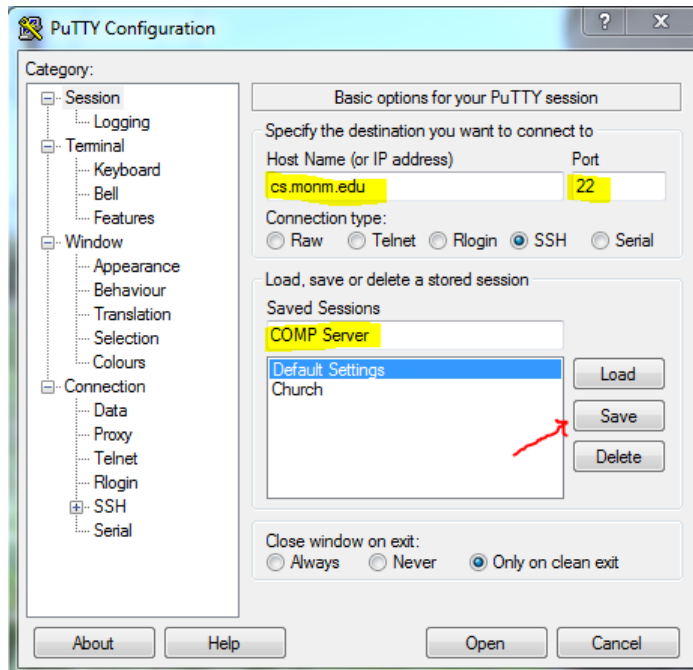 PuTTY Configuration
?
X
Category:
Session
Logging
Terminal
Keyboard
Bell
Features
Window
Appearance
Behaviour
Translation
Selection
Colours
Connection
Data
Proxy
Telnet
Rlogin
SSH
Serial
Basic options for your PuTTY session
Specify the destination you want to connect to
Host Name (or IP address) Port
cs.monm.edu 22
Connection type:
Raw Telnet Rlogin SSH Serial
Load, save or delete a stored session
Saved Sessions
COMP Server
Default Settings
Church
Load
Save
Delete
Close window on exit:
Always Never Only on clean exit
About Help Open Cancel